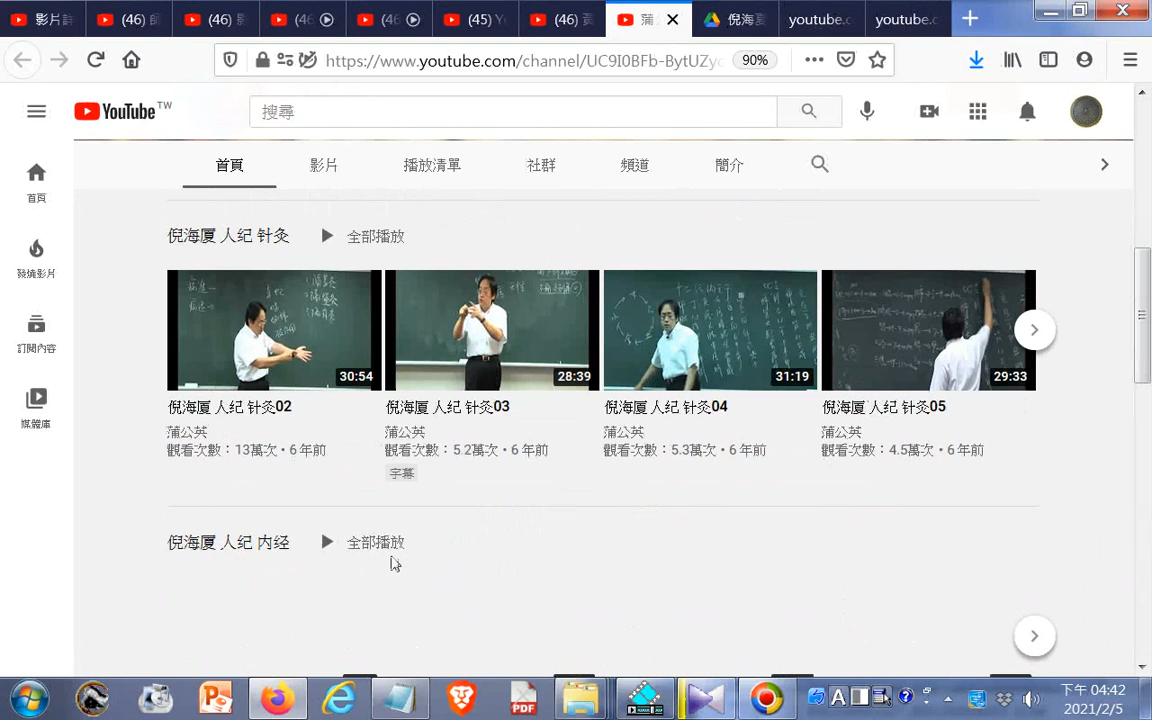 影片詳
(46) 師
(46) 影
(46
(46
(45) Y
(46) 黃
蒲
倪海厦
youtube.c
youtube.c
https://www.youtube.com/channel/UC9I0BFb-BytUZyc
90%
YouTube TW
搜尋
首頁
影片
播放清單
社群
頻道
簡介
首頁
發燒影片
訂閱內容
媒體庫
倪海厦 人纪 针灸
全部播放
30:54
28:39
31:19
29:33
倪海厦 人纪 针灸02
倪海厦 人纪 针灸03
倪海厦 人纪 针灸04
倪海厦 人纪 针灸05
蒲公英
蒲公英
蒲公英
蒲公英
觀看次數：13萬次・6 年前
觀看次數：5.2萬次・6 年前
觀看次數：5.3萬次・6 年前
觀看次數：4.5萬次・6 年前
字幕
倪海厦 人纪 内经
全部播放
PDF
A
下午 04:42
2021/2/5